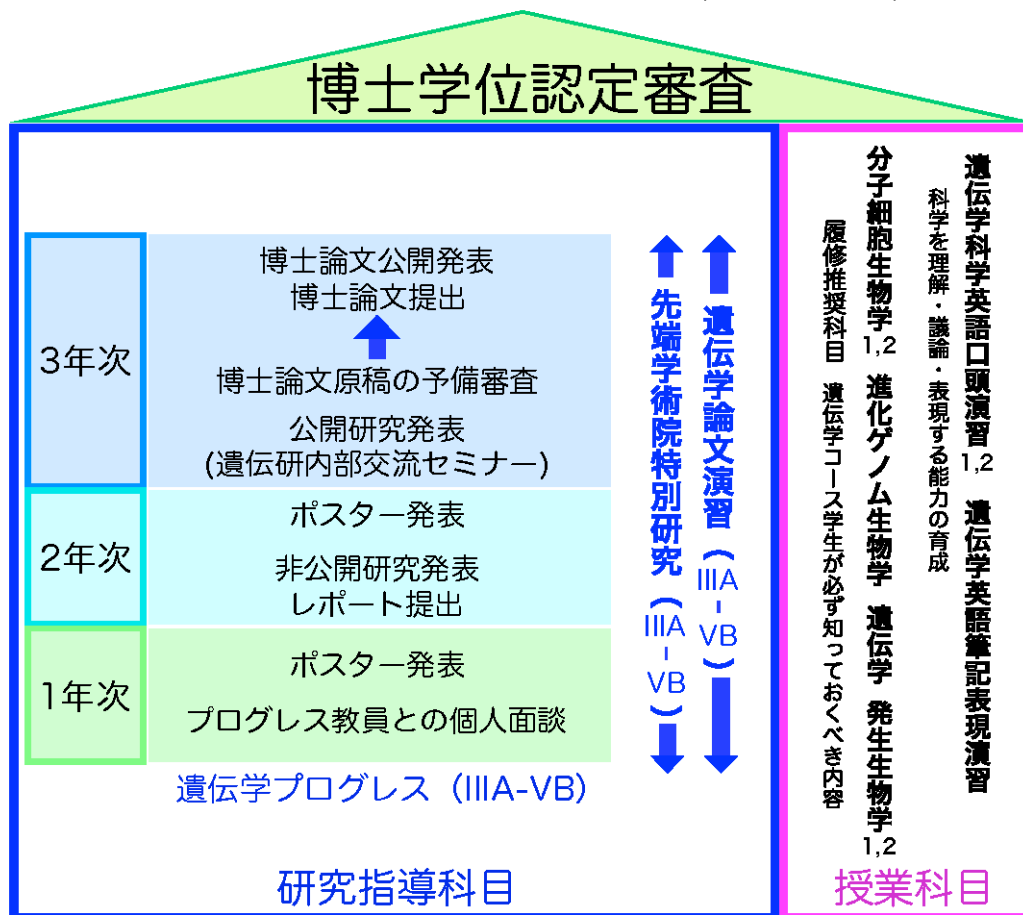 博士学位認定審査
3年次
博士論文公開発表
博士論文提出
博士論文原稿の予備審査
公開研究発表
(遺伝研内部交流セミナー)
2年次
ポスター発表
非公開研究発表
レポート提出
1年次
ポスター発表
プログレス教員との個人面談
遺伝学プログレス（IIIA-VB）
先端学術院特別研究（IIIA-VB）
遺伝学論文演習（IIIA-VB）
研究指導科目
遺伝学科学英語口頭演習1,2 遺伝学英語筆記表現演習
科学を理解・議論・表現する能力の育成
分子細胞生物学1,2 進化ゲノム生物学 遺伝学 発生生物学1,2
履修推奨科目 遺伝学コース学生が必ず知っておくべき内容
授業科目